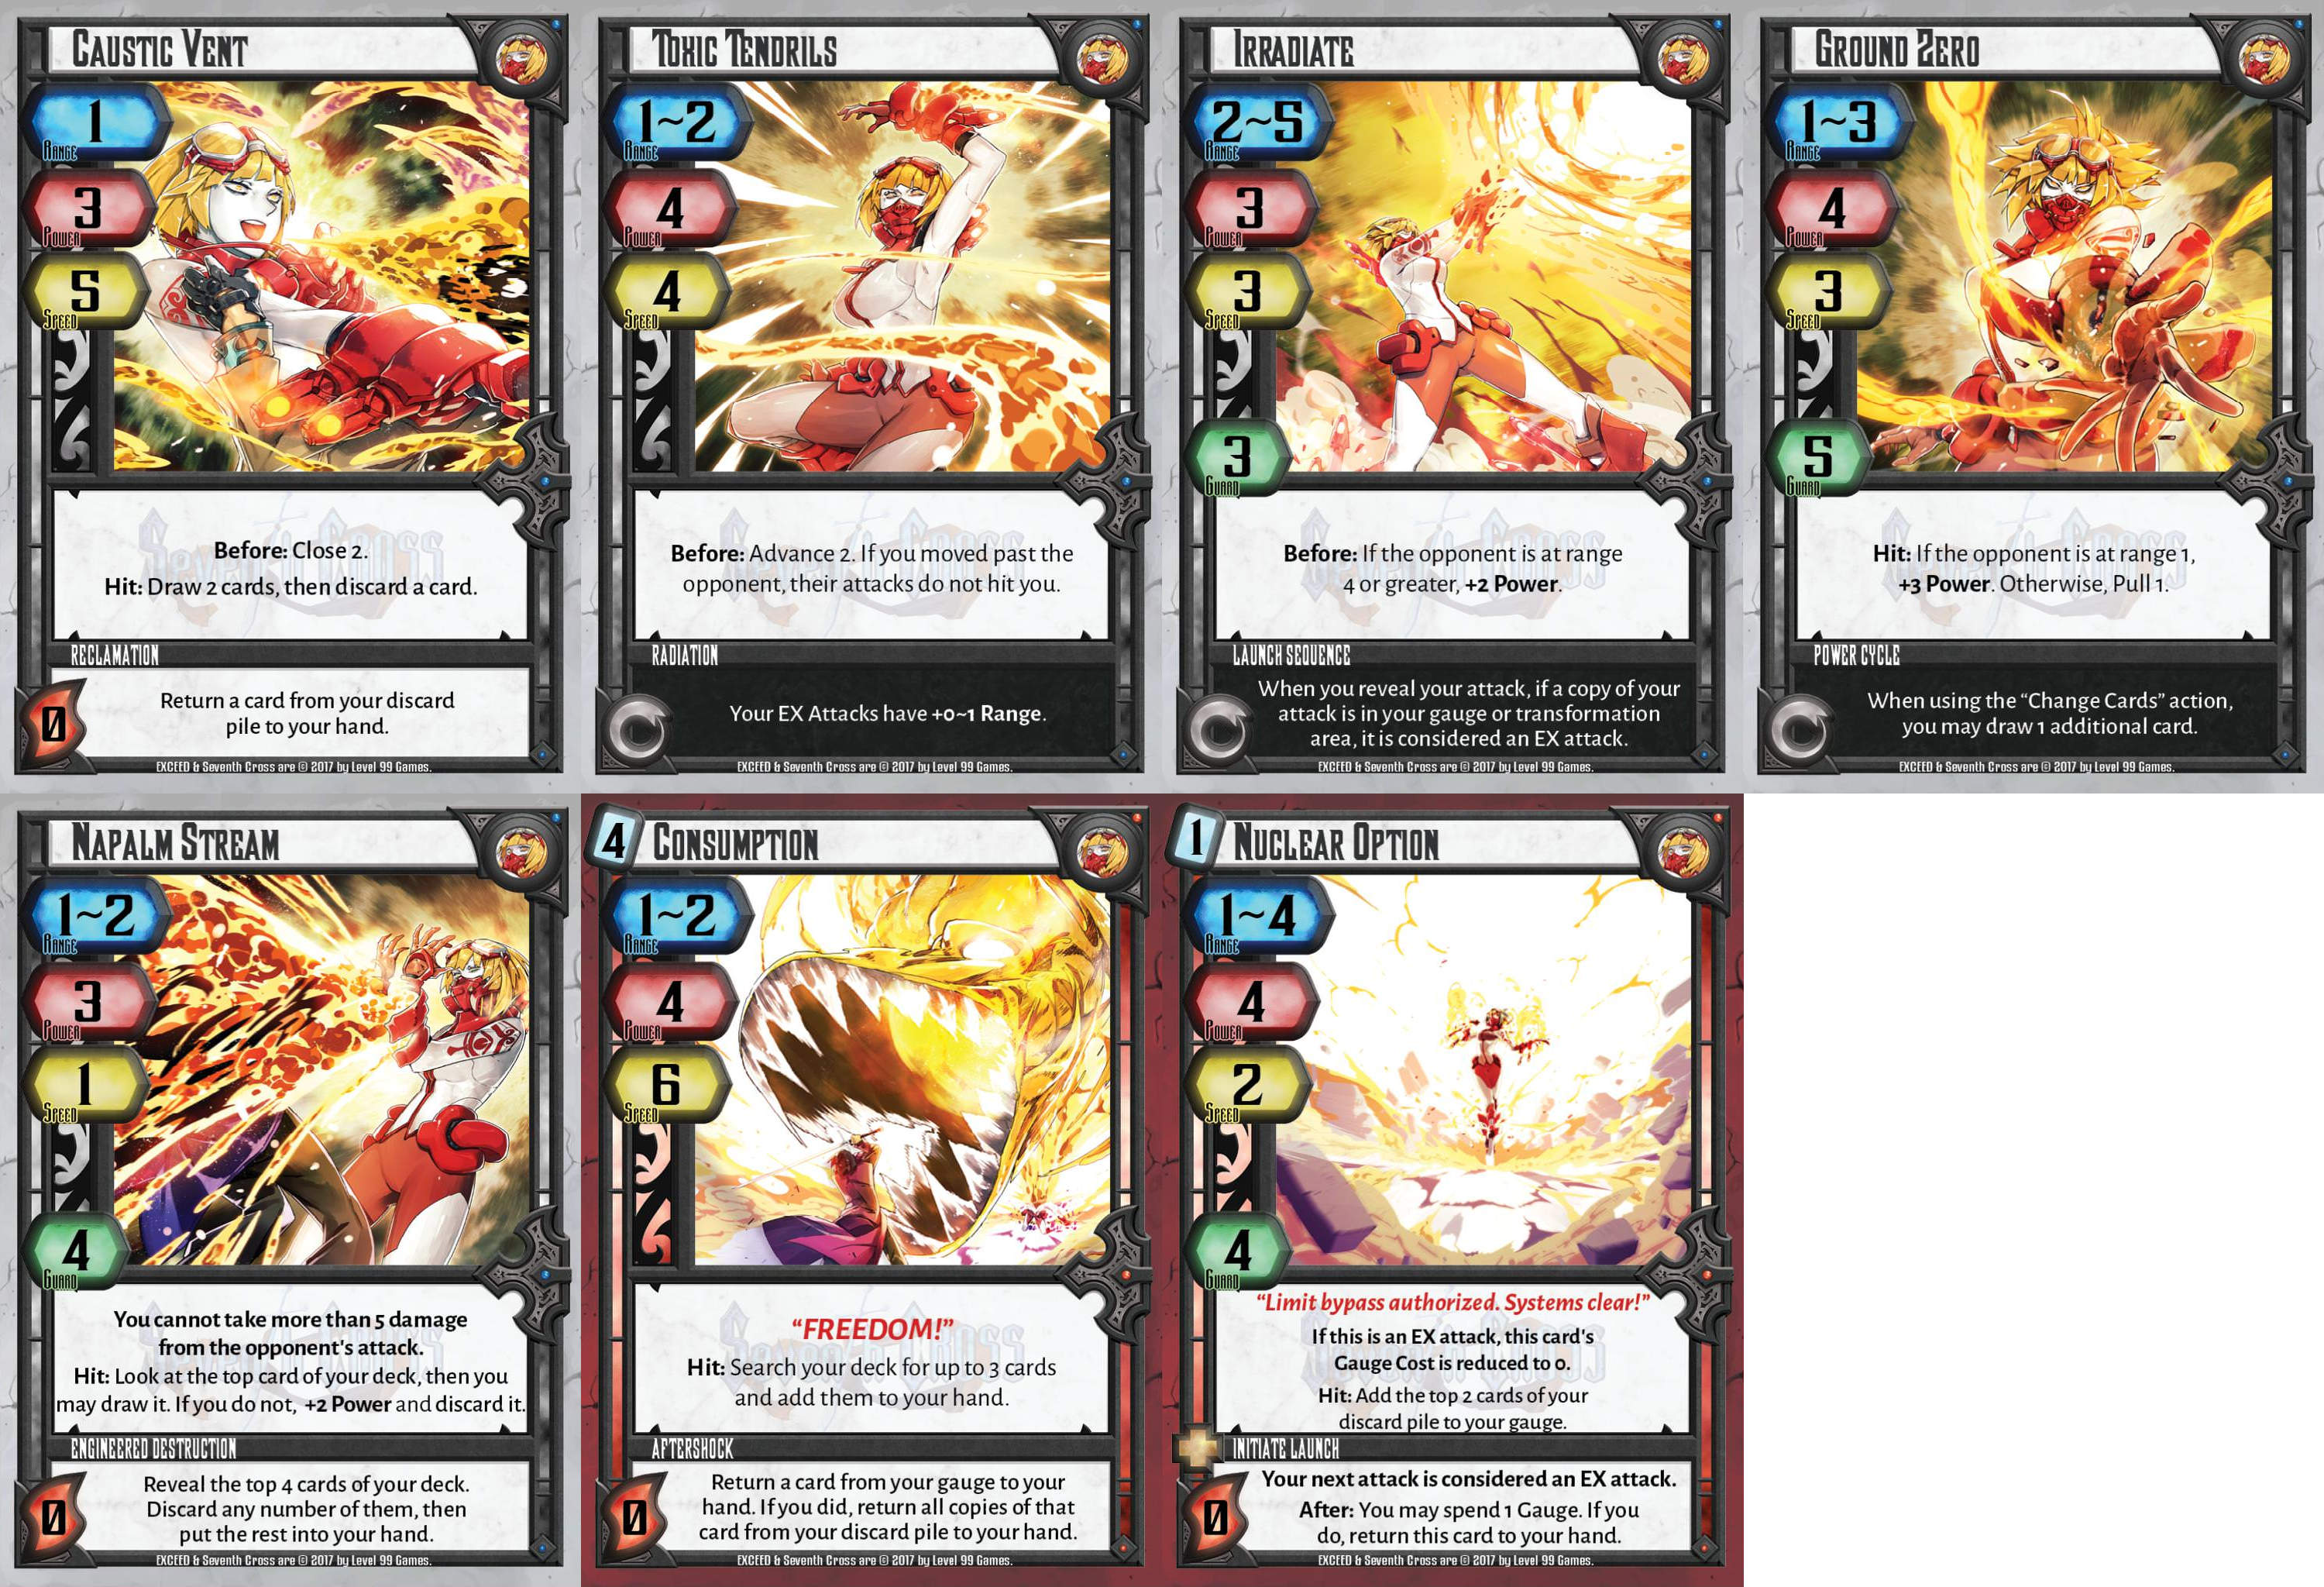 CAUSTIC VENT
1
RANGE
3
POWER
5
SPEED
Before: Close 2.
Hit: Draw 2 cards, then discard a card.
RECLAMATION
0
Return a card from your discard
pile to your hand.
EXCEED & Seventh Cross are © 2017 by Level 99 Games.
TOXIC TENDRILS
1~2
RANGE
4
POWER
4
SPEED
Before: Advance 2. If you moved past the
opponent, their attacks do not hit you.
RADIATION
Your EX Attacks have +0~1 Range.
EXCEED & Seventh Cross are © 2017 by Level 99 Games.
IRRADIATE
2~5
RANGE
3
POWER
3
SPEED
3
GUARD
Before: If the opponent is at range
4 or greater, +2 Power.
LAUNCH SEQUENCE
When you reveal your attack, if a copy of your
attack is in your gauge or transformation
area, it is considered an EX attack.
EXCEED & Seventh Cross are © 2017 by Level 99 Games.
GROUND ZERO
1~3
RANGE
4
POWER
3
SPEED
5
GUARD
Hit: If the opponent is at range 1,
+3 Power. Otherwise, Pull 1.
POWER CYCLE
When using the “Change Cards” action,
you may draw 1 additional card.
EXCEED & Seventh Cross are © 2017 by Level 99 Games.
NAPALM STREAM
1~2
RANGE
3
POWER
1
SPEED
4
GUARD
You cannot take more than 5 damage
from the opponent's attack.
Hit: Look at the top card of your deck, then you
may draw it. If you do not, +2 Power and discard it.
ENGINEERED DESTRUCTION
0
Reveal the top 4 cards of your deck.
Discard any number of them, then
put the rest into your hand.
EXCEED & Seventh Cross are © 2017 by Level 99 Games.
4
CONSUMPTION
1~2
RANGE
4
POWER
6
SPEED
“FREEDOM!”
Hit: Search your deck for up to 3 cards
and add them to your hand.
AFTERSHOCK
0
Return a card from your gauge to your
hand. If you did, return all copies of that
card from your discard pile to your hand.
EXCEED & Seventh Cross are © 2017 by Level 99 Games.
1
NUCLEAR OPTION
1~4
RANGE
4
POWER
2
SPEED
4
GUARD
“Limit bypass authorized. Systems clear!”
If this is an EX attack, this card's
Gauge Cost is reduced to 0.
Hit: Add the top 2 cards of your
discard pile to your gauge.
INITIATE LAUNCH
0
Your next attack is considered an EX attack.
After: You may spend 1 Gauge. If you
do, return this card to your hand.
EXCEED & Seventh Cross are © 2017 by Level 99 Games.